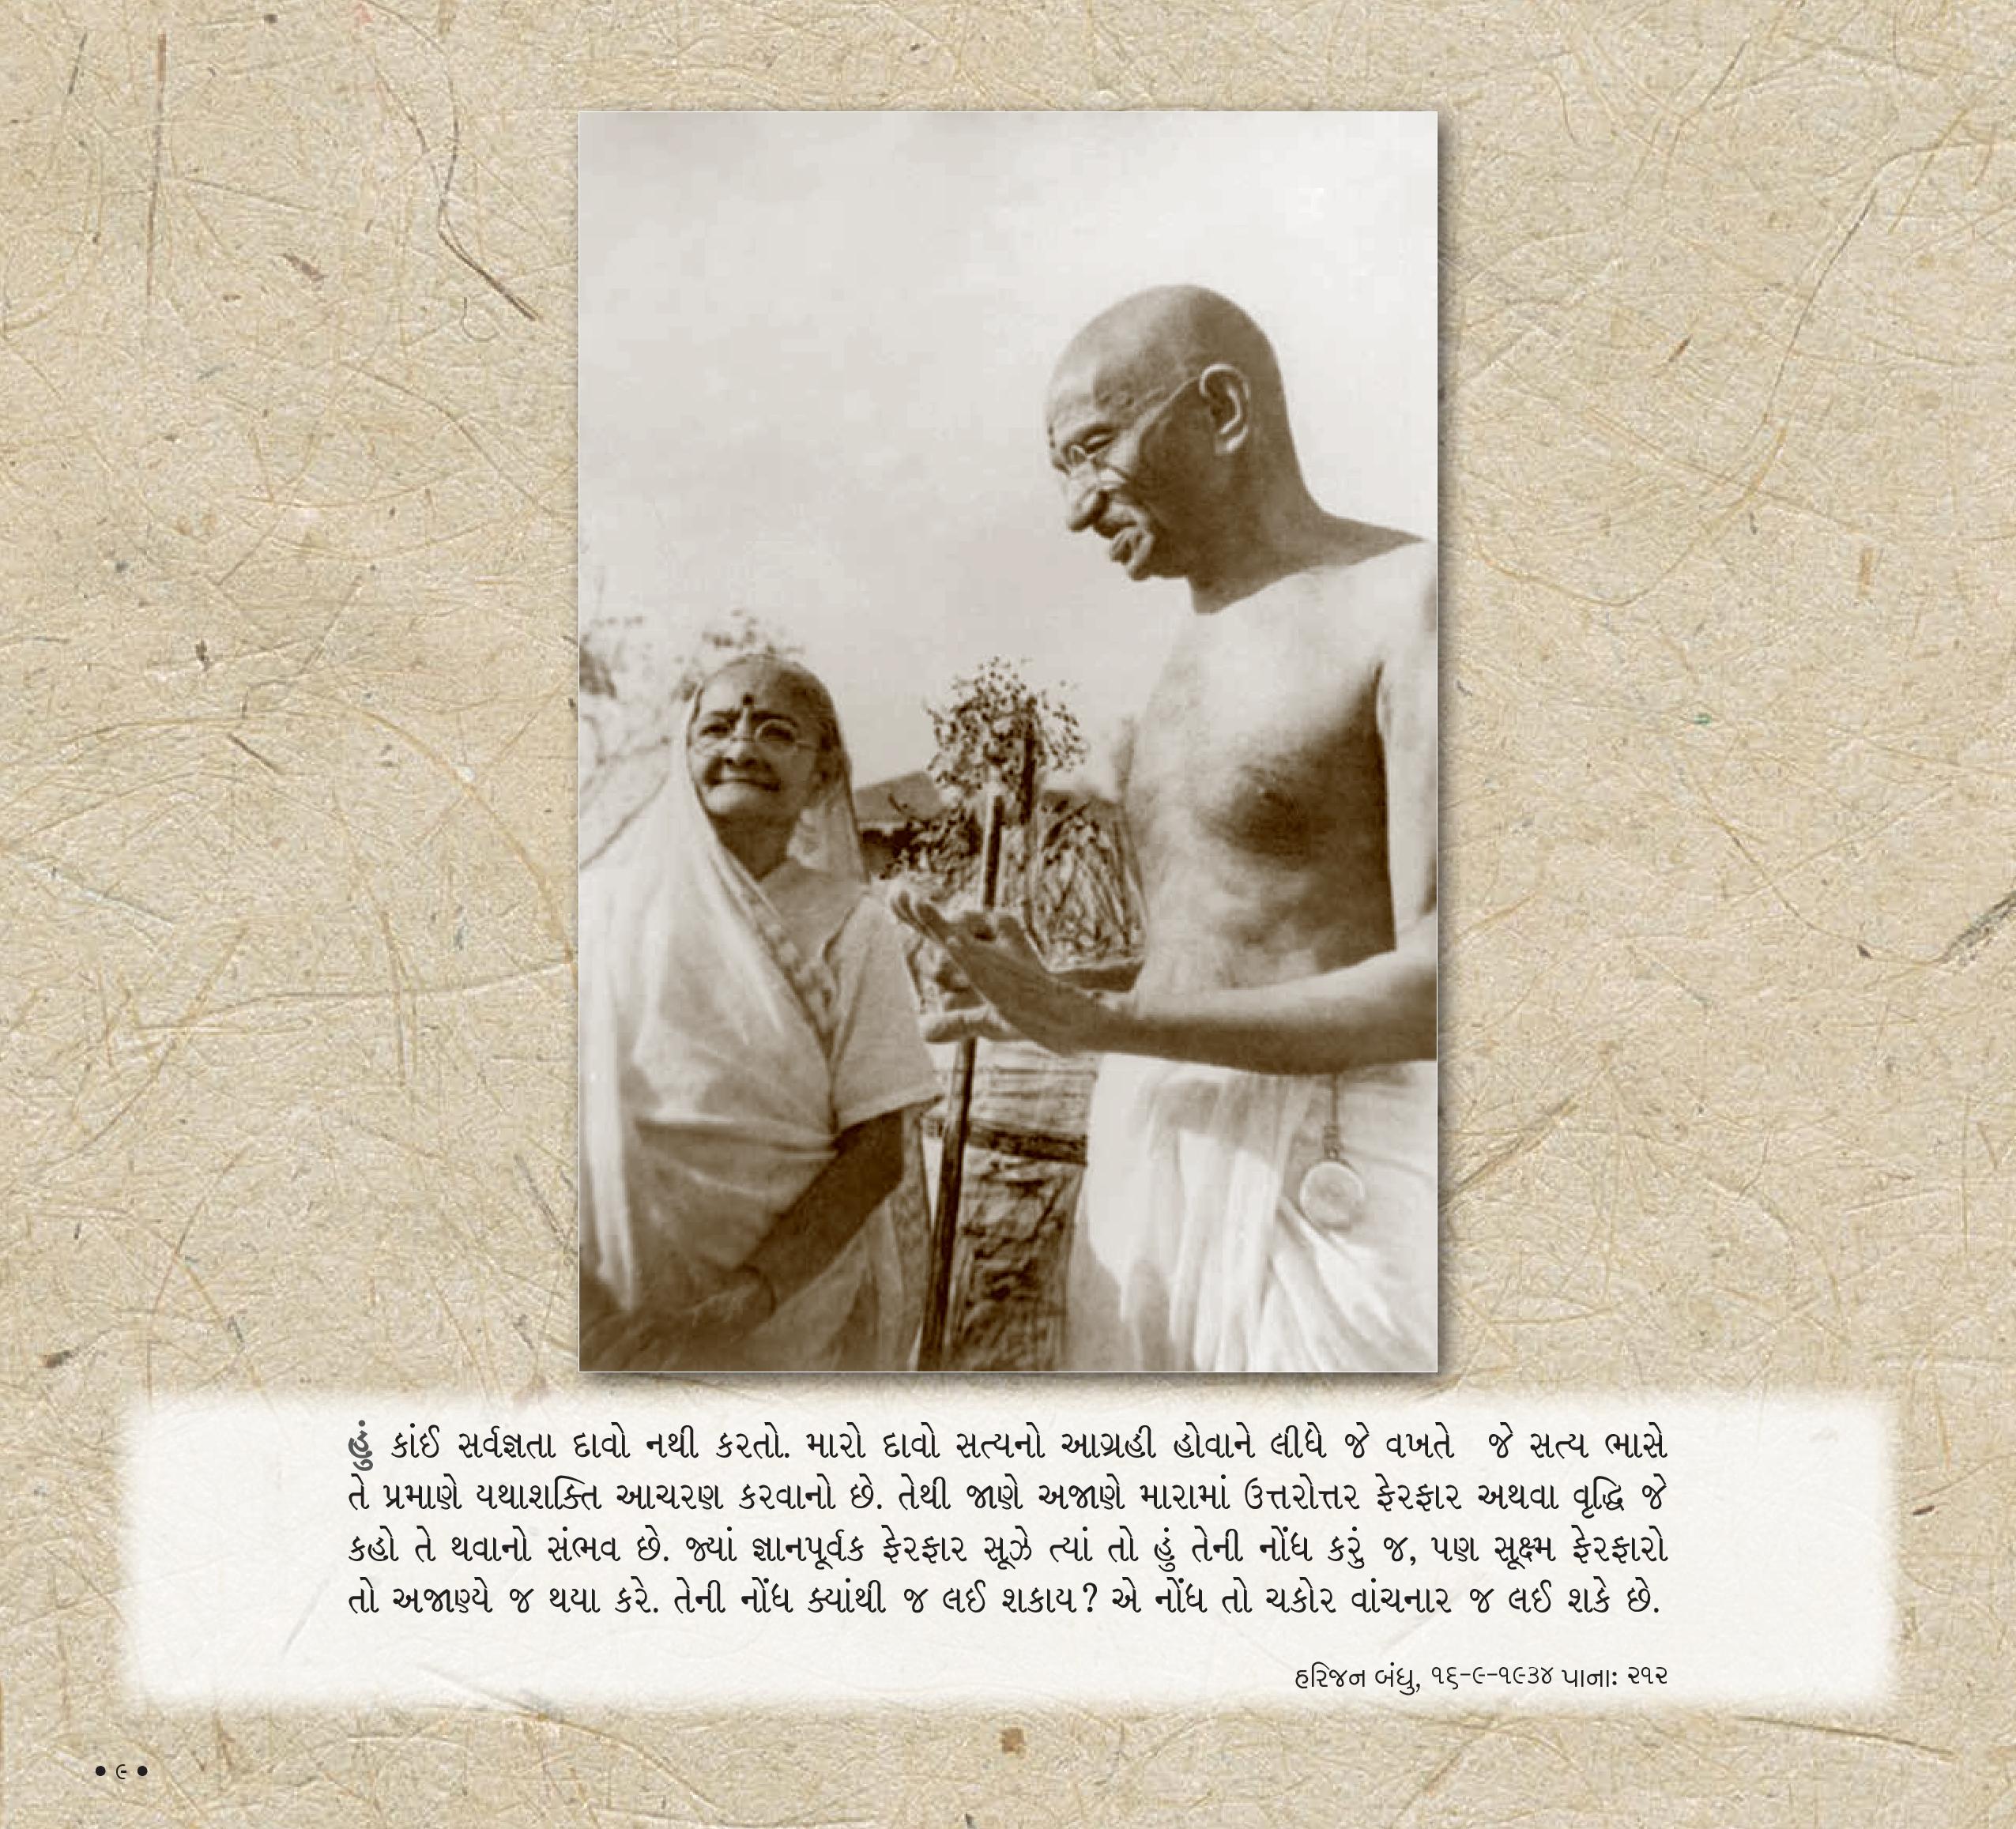 હું કાંઈ સર્વજ્ઞતા દાવો નથી કરતો. મારો દાવો સત્યનો આગ્રહી હોવાને લીધે જે વખતે જે સત્ય ભાસે
તે પ્રમાણે યથાશક્તિ આચરણ કરવાનો છે. તેથી જાણે અજાણે મારામાં ઉત્તરોત્તર ફેરફાર અથવા વૃદ્ધિ જે
કહો તે થવાનો સંભવ છે. જ્યાં જ્ઞાનપૂર્વક ફેરફાર સૂઝે ત્યાં તો હું તેની નોંધ કરું જ, પણ સૂક્ષ્મ ફેરફારો
તો અજાણ્યે જ થયા કરે. તેની નોંધ ક્યાંથી જ લઈ શકાય? એ નોંધ તો ચકોર વાંચનાર જ લઈ શકે છે.
હરિજન બંધુ, ૧૬-૯-૧૯૩૪ પાના: ૨૧૨
• ૯ •